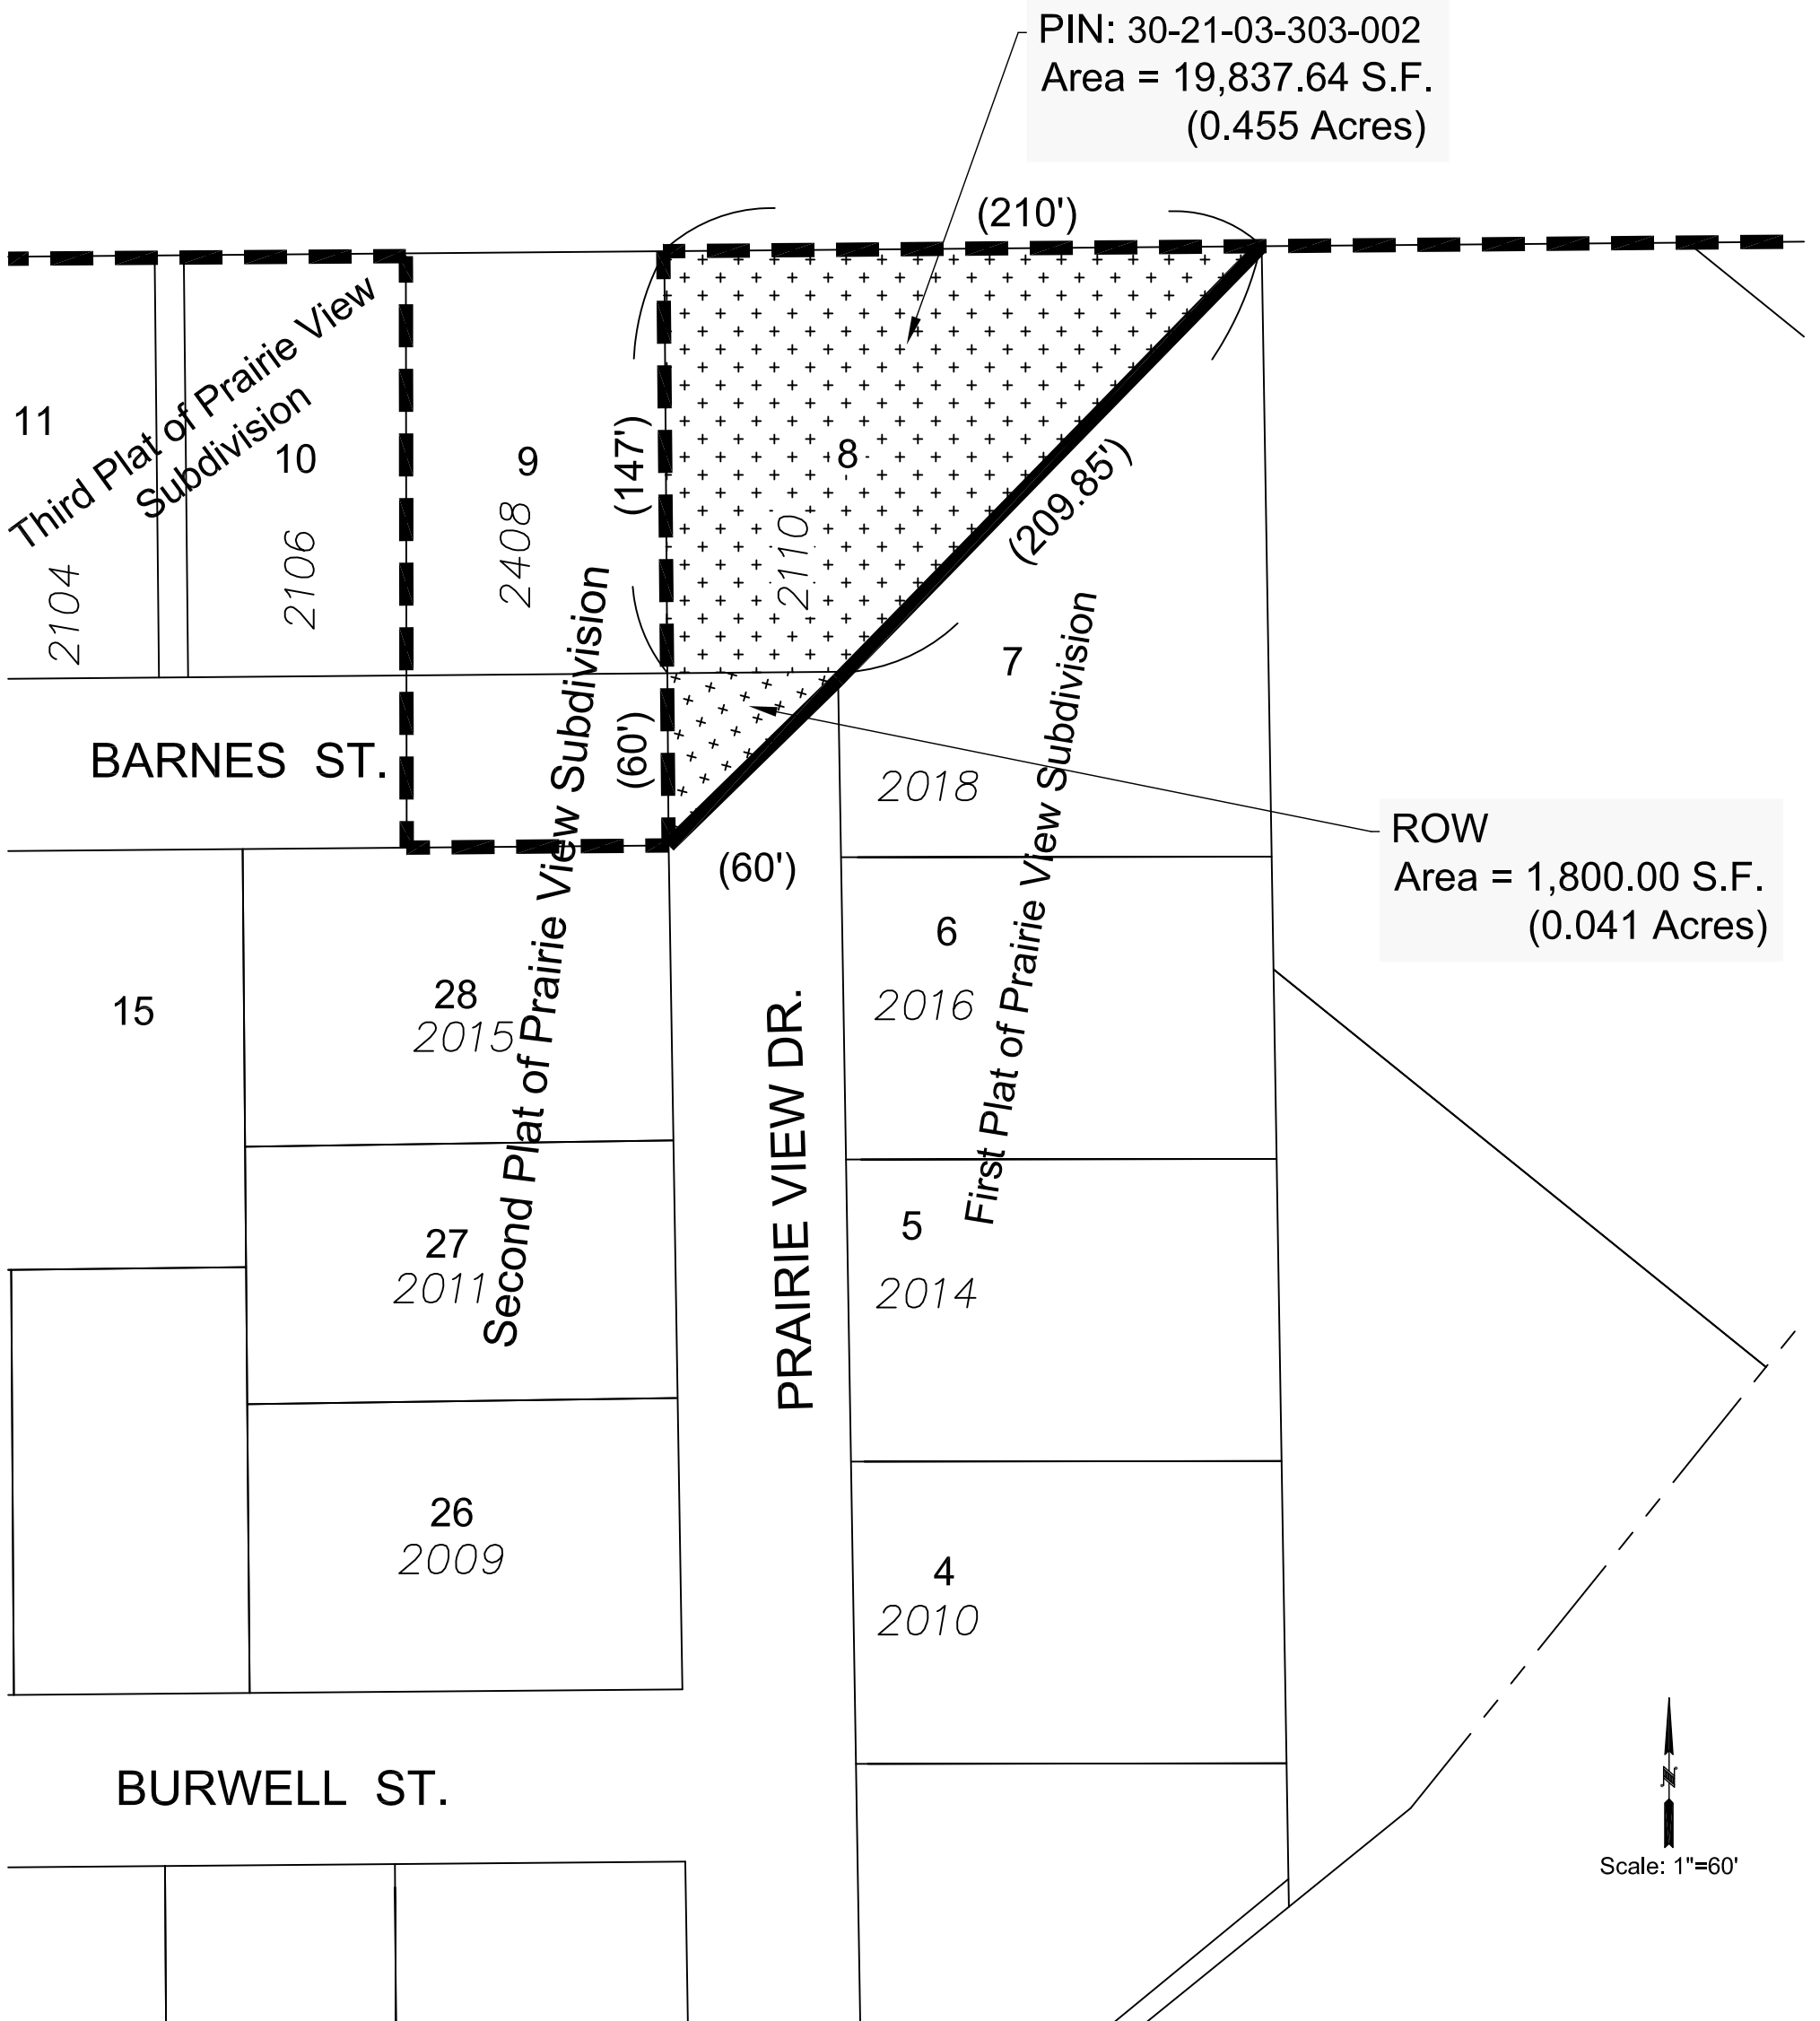 PIN: 30-21-03-303-002
Area = 19,837.64 S.F.
(0.455 Acres)
(210')
Third Plat of Prairie View
Subdivision
11
10
9
8
(147')
(209.85')
2104
2106
2408
2110
7
BARNES ST.
(60')
2018
(60')
ROW
Area = 1,800.00 S.F.
(0.041 Acres)
Second Plat of Prairie View Subdivision
First Plat of Prairie View Subdivision
15
28
2015
6
2016
PRAIRIE VIEW DR.
27
2011
5
2014
26
2009
4
2010
BURWELL ST.
N
Scale: 1"=60'